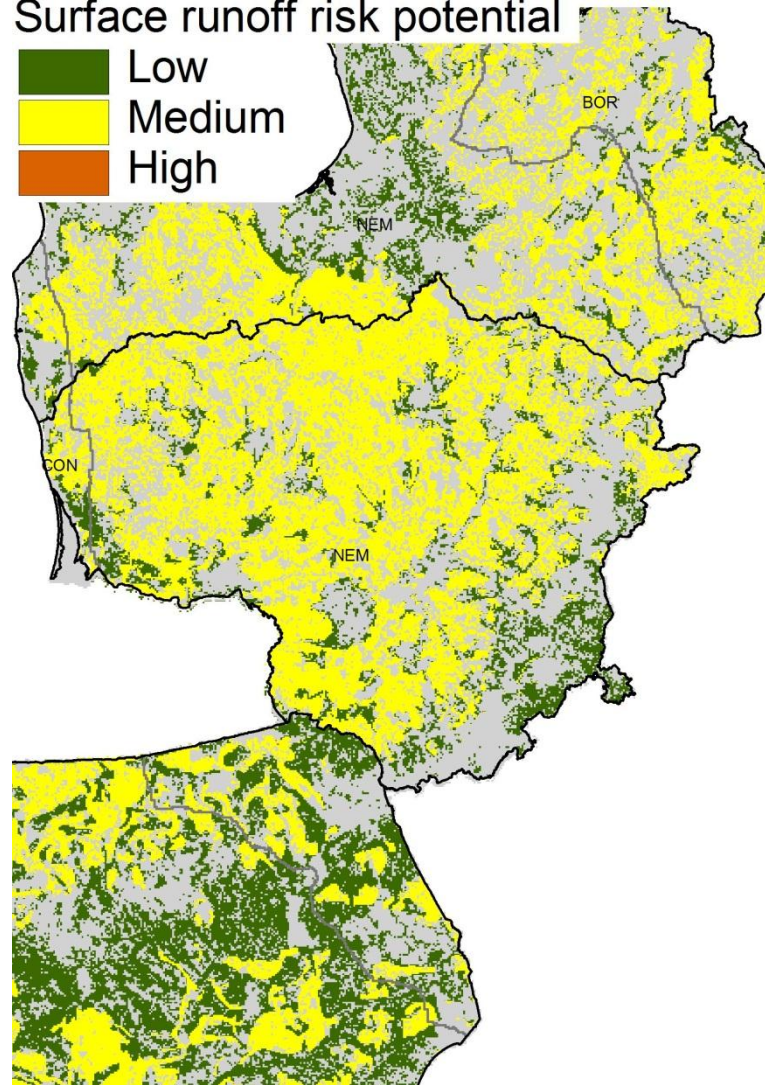 Surface runoff risk potential
Low
Medium
High
BOR
NEM
CON
NEM